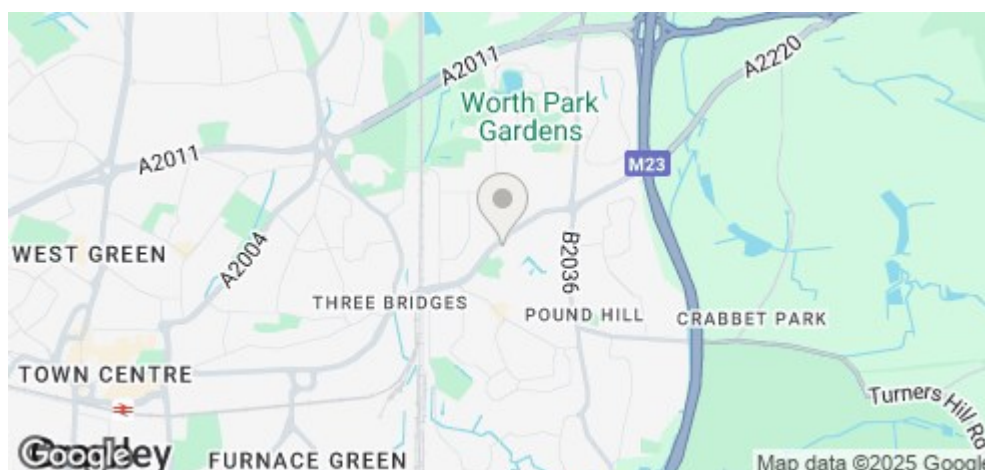 A2011
A2220
Worth Park
Gardens
A2011
M23
WEST GREEN
A2004
B2036
THREE BRIDGES
POUND HILL
CRABBET PARK
TOWN CENTRE
Turners Hill Ro
Google
FURNACE GREEN
Map data ©2025 Google